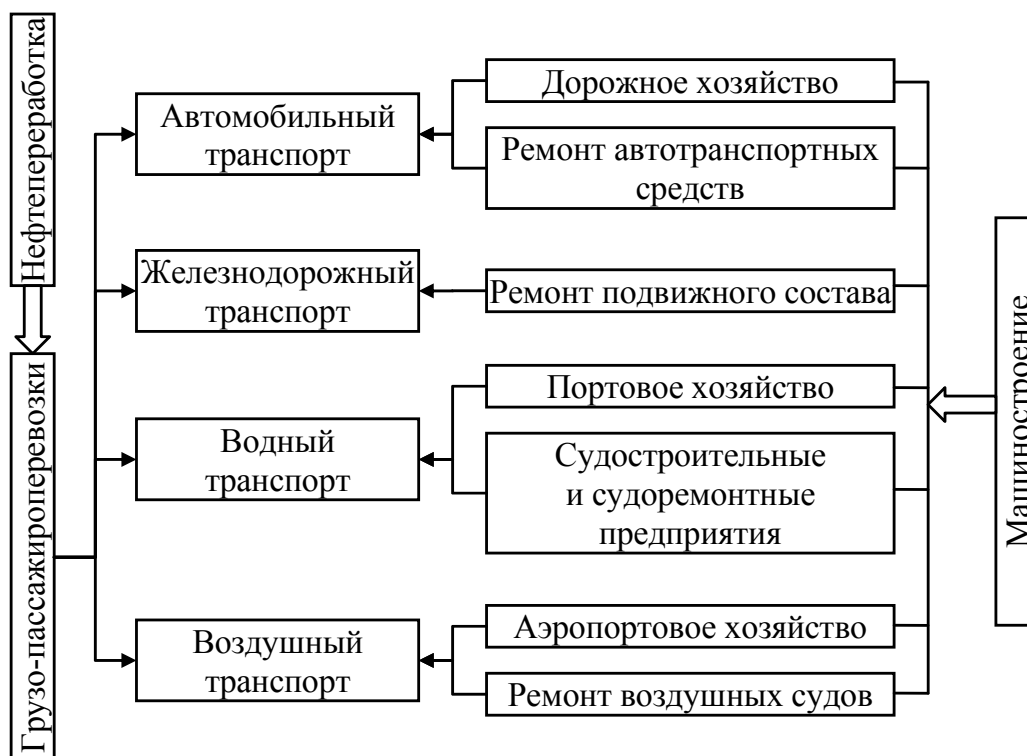 Нефтепереработка
Грузо-пассажироперевозки
Автомобильный
транспорт
Железнодорожный
транспорт
Водный
транспорт
Воздушный
транспорт
Дорожное хозяйство
Ремонт автотранспортных
средств
Ремонт подвижного состава
Портовое хозяйство
Судостроительные
и судоремонтные
предприятия
Аэропортовое хозяйство
Ремонт воздушных судов
Машиностроение